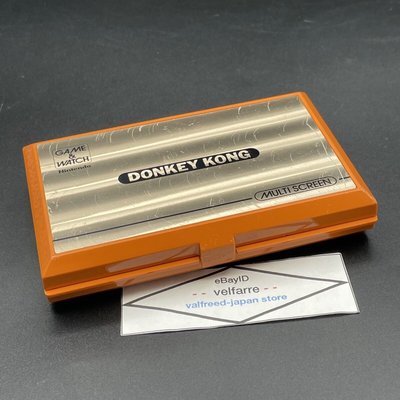 GAME
&
WATCH
Nintendo
DONKEY KONG
MULTI SCREEN
eBayID
-- velfarre --
valfreed-japan store